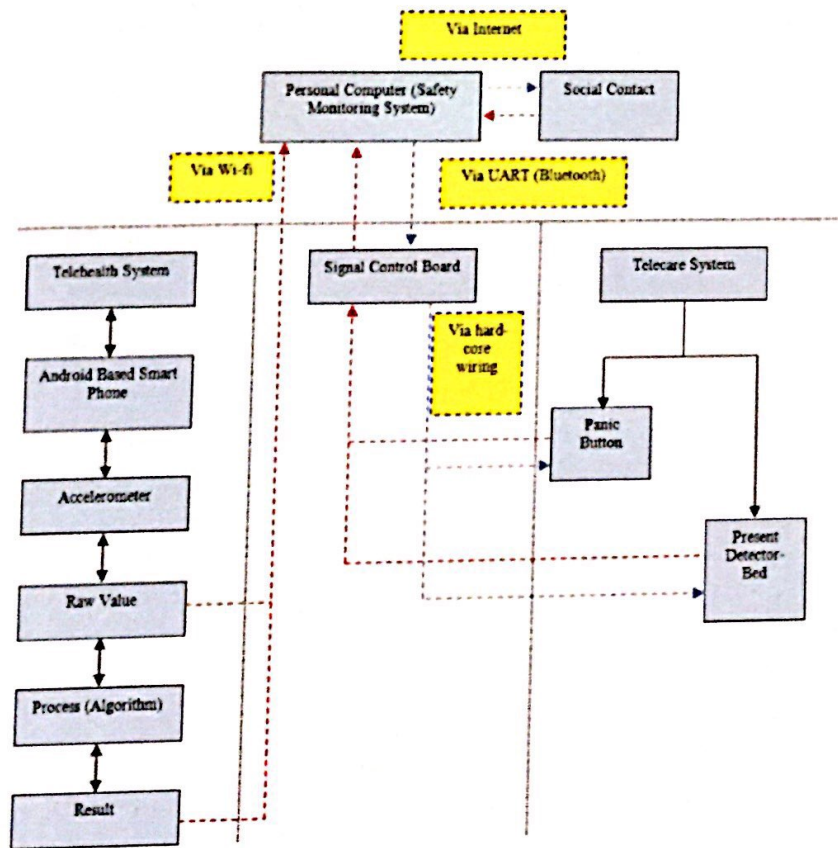 Via Internet
Personal Computer (Safety
Monitoring System)
Social Contact
Via Wi-fi
Via UART (Bluetooth)
Telehealth System
Signal Control Board
Telecare System
Via hard-
core
wiring
Android Based Smart
Phone
Panic
Button
Accelerometer
Present
Detector-
Bed
Raw Value
Process (Algorithm)
Result